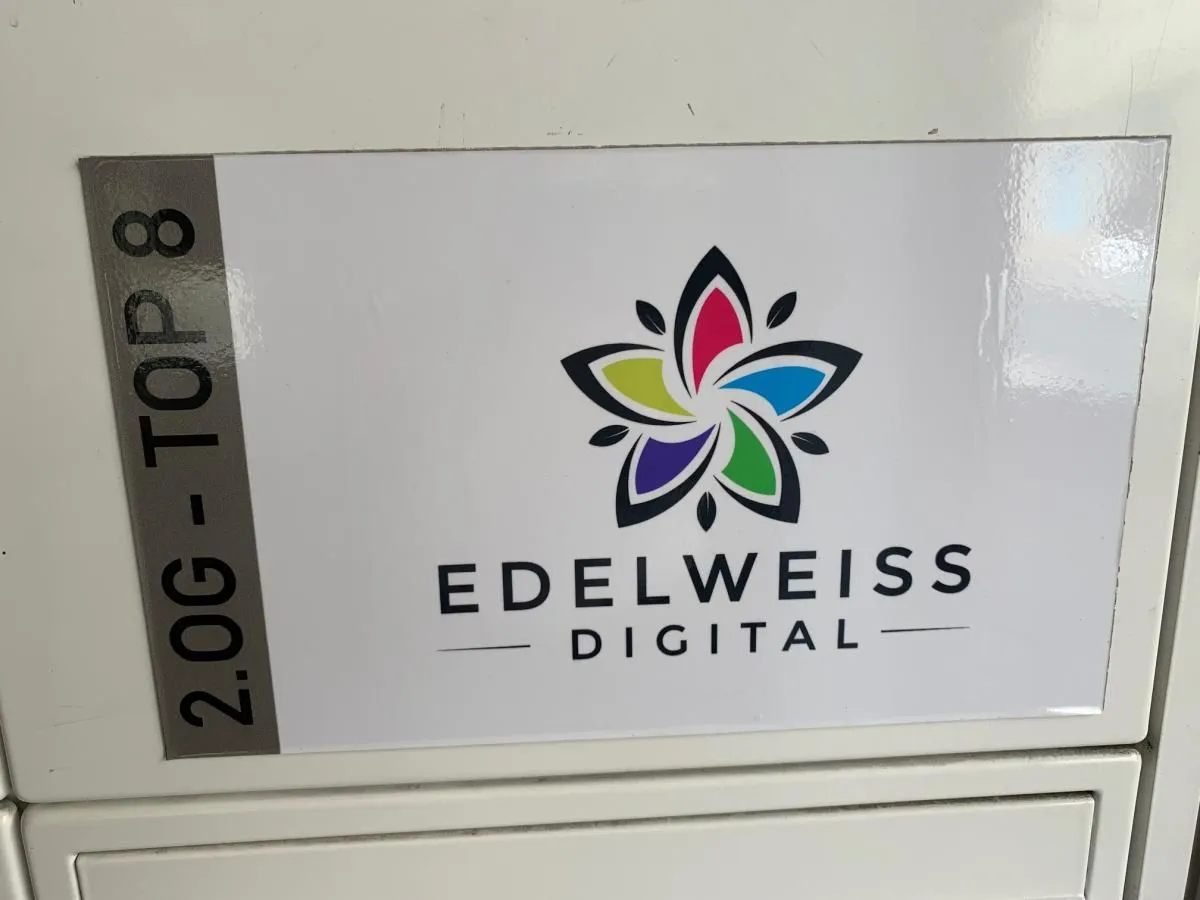 2.OG - TOP 8
EDELWEISS
DIGITAL